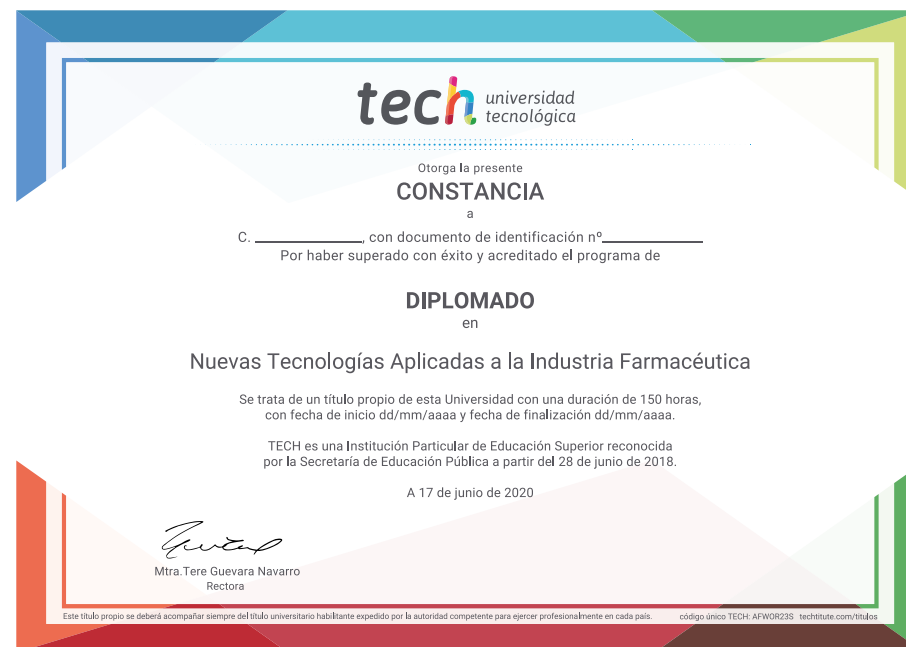 tech universidad
tecnológica
Otorga la presente
CONSTANCIA
a
C. ____________, con documento de identificación nº____________
Por haber superado con éxito y acreditado el programa de
DIPLOMADO
en
Nuevas Tecnologías Aplicadas a la Industria Farmacéutica
Se trata de un título propio de esta Universidad con una duración de 150 horas,
con fecha de inicio dd/mm/aaaa y fecha de finalización dd/mm/aaaa.
TECH es una Institución Particular de Educación Superior reconocida
por la Secretaría de Educación Pública a partir del 28 de junio de 2018.
A 17 de junio de 2020
Mtra.Tere Guevara Navarro
Rectora
Este título propio se deberá acompañar siempre del título universitario habilitante expedido por la autoridad competente para ejercer profesionalmente en cada país. código único TECH: AFWOR23S techtitute.com/titulos